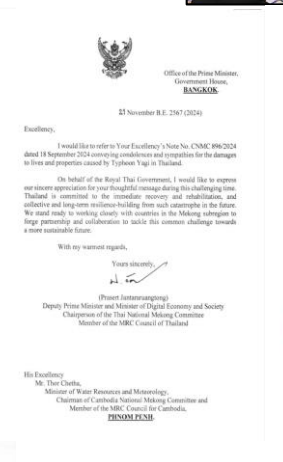 Office of the Prime Minister,
Government House,
BANGKOK.
21 November B.E. 2567 (2024)
Excellency,
I would like to refer to Your Excellency's Note No. CNMC 896/2024
dated 18 September 2024 conveying condolences and sympathies for the damages
to lives and properties caused by Typhoon Yagi in Thailand.
On behalf of the Royal Thai Government, I would like to express
our sincere appreciation for your thoughtful message during this challenging time.
Thailand is committed to the immediate recovery and rehabilitation, and
collective and long-term resilience-building from such catastrophe in the future.
We stand ready to working closely with countries in the Mekong subregion to
forge partnership and collaboration to tackle this common challenge towards
a more sustainable future.
With my warmest regards,
Yours sincerely,
(Prasert Jantararuangtong)
Deputy Prime Minister and Minister of Digital Economy and Society
Chairperson of the Thai National Mekong Committee
Member of the MRC Council of Thailand
His Excellency
Mr. Thor Chetha,
Minister of Water Resources and Meteorology,
Chairman of Cambodia National Mekong Committee and
Member of the MRC Council for Cambodia,
PHNOM PENH.